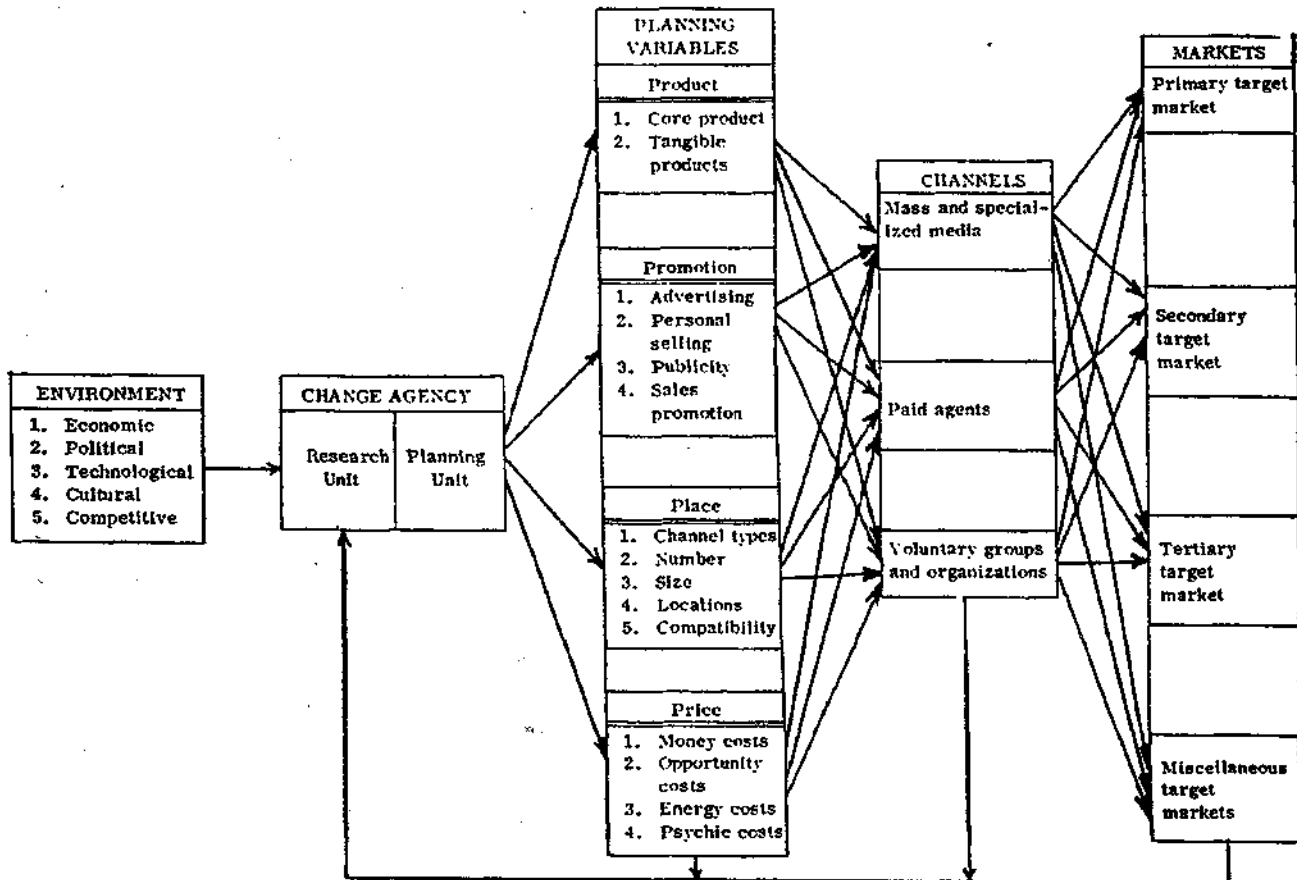 ENVIRONMENT
1. Economic
2. Political
3. Technological
4. Cultural
5. Competitive
CHANGE AGENCY
Research
Unit
Planning
Unit
PLANNING
VARIABLES
Product
1. Core product
2. Tangible
products
Promotion
1. Advertising
2. Personal
selling
3. Publicity
4. Sales
promotion
Place
1. Channel types
2. Number
3. Size
4. Locations
5. Compatibility
Price
1. Money costs
2. Opportunity
costs
3. Energy costs
4. Psychic costs
CHANNELS
Mass and special-
ized media
Paid agents
Voluntary groups
and organizations
MARKETS
Primary target
market
Secondary
target
market
Tertiary
target
market
Miscellaneous
target
markets